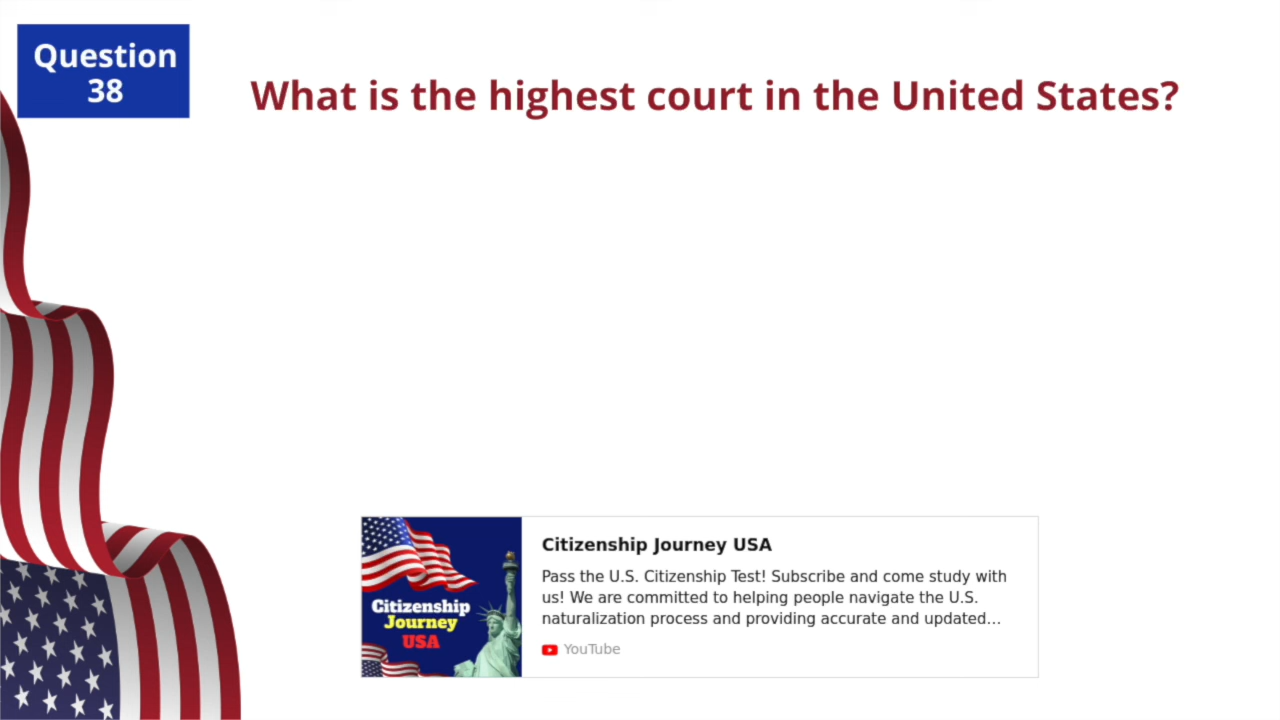 Question
38
What is the highest court in the United States?
Citizenship
Journey
USA
Citizenship Journey USA
Pass the U.S. Citizenship Test! Subscribe and come study with
us! We are committed to helping people navigate the U.S.
naturalization process and providing accurate and updated...
YouTube